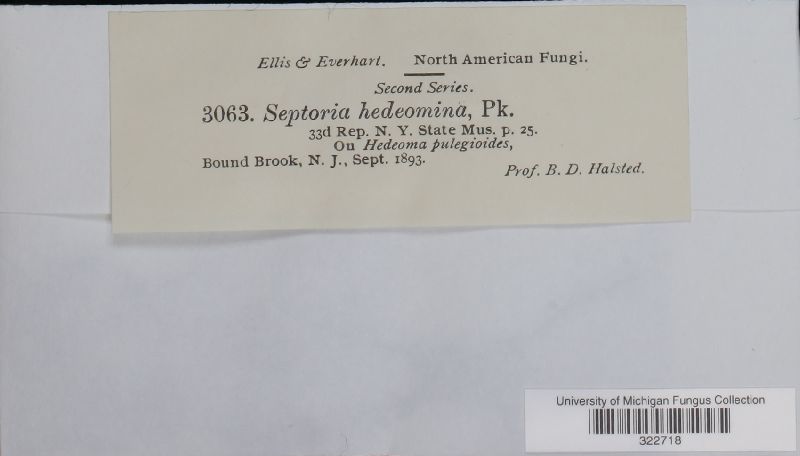 Ellis & Everhart. North American Fungi.
Second Series.
3063. Septoria hedeomina, Pk.
33d Rep. N. Y. State Mus. p. 25.
On Hedeoma pulegioides,
Bound Brook, N. J., Sept. 1893.
Prof. B. D. Halsted.
University of Michigan Fungus Collection
322718